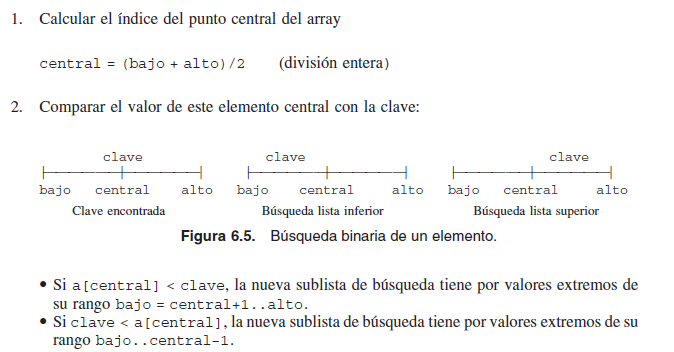 1. Calcular el índice del punto central del array
central = (bajo + alto)/2 (división entera)
2. Comparar el valor de este elemento central con la clave:
clave clave clave
bajo central alto bajo central alto bajo central alto
Clave encontrada Búsqueda lista inferior Búsqueda lista superior
Figura 6.5. Búsqueda binaria de un elemento.
• Si a[central] < clave, la nueva sublista de búsqueda tiene por valores extremos de
su rango bajo = central+1..alto.
• Si clave < a[central], la nueva sublista de búsqueda tiene por valores extremos de su
rango bajo..central-1.